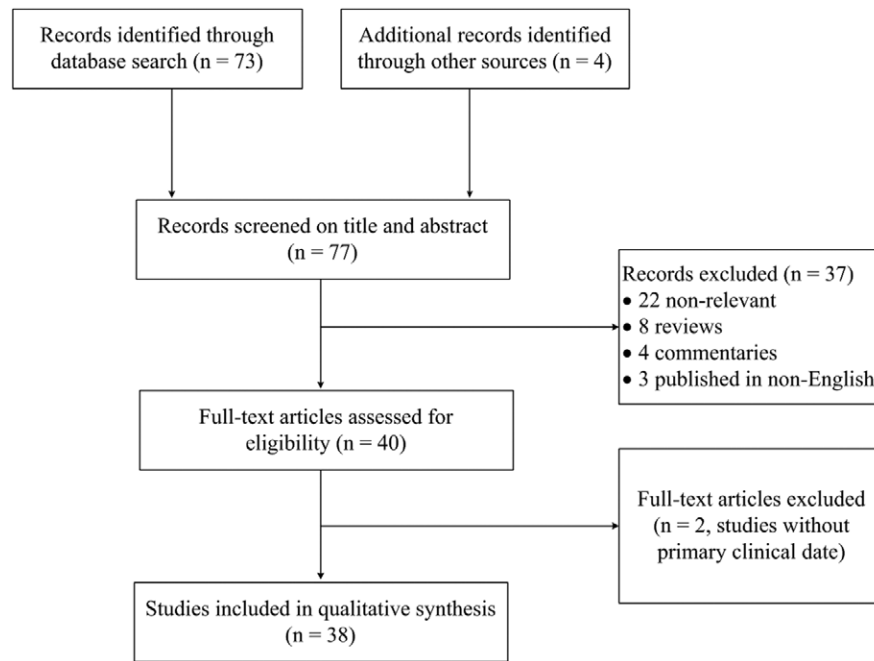 Records identified through
database search (n = 73)
Additional records identified
through other sources (n = 4)
Records screened on title and abstract
(n = 77)
Records excluded (n = 37)
● 22 non-relevant
● 8 reviews
● 4 commentaries
● 3 published in non-English
Full-text articles assessed for
eligibility (n = 40)
Full-text articles excluded
(n = 2, studies without
primary clinical date)
Studies included in qualitative synthesis
(n = 38)